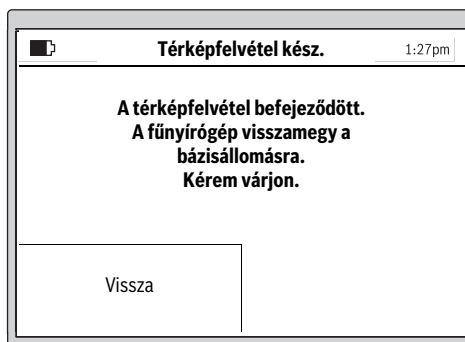 Térképfelvétel kész. 1:27pm
A térképfelvétel befejeződött.
A fűnyírógép visszamegy a
bázisállomásra.
Kérem várjon.
Vissza